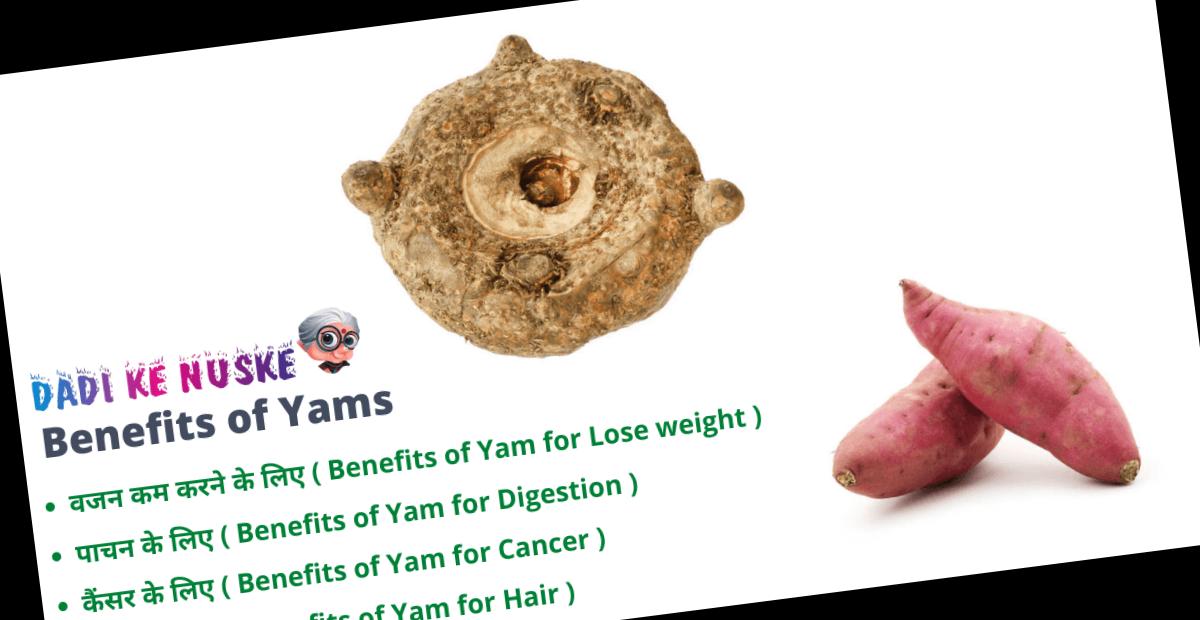 DADI KE NUSKE
Benefits of Yams
• वजन कम करने के लिए ( Benefits of Yam for Lose weight )
• पाचन के लिए ( Benefits of Yam for Digestion )
• कैंसर के लिए ( Benefits of Yam for Cancer )
of Yam for Hair )